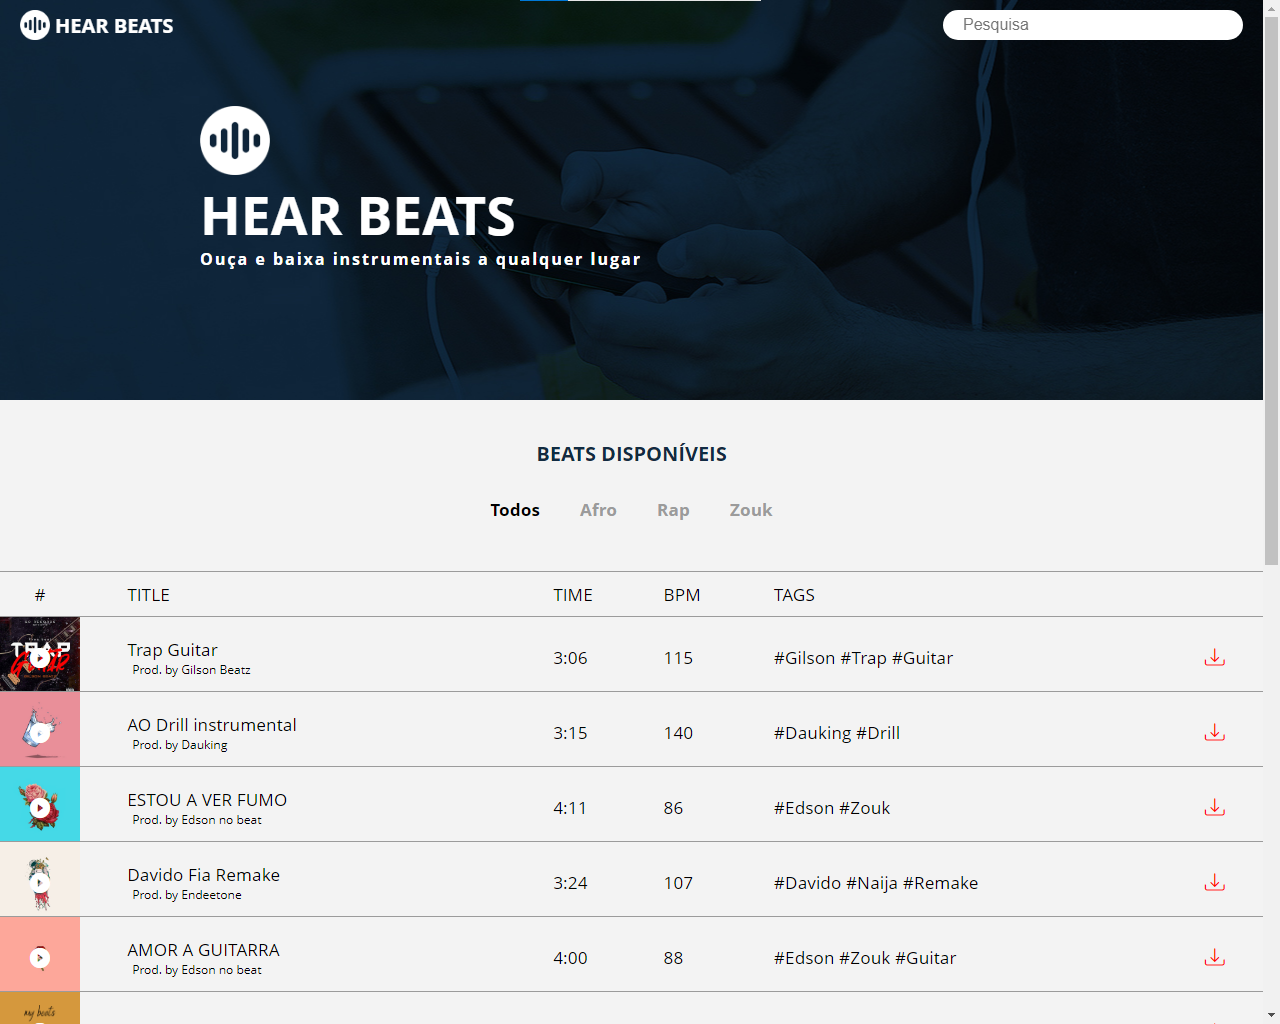 HEAR BEATS
Pesquisa
HEAR BEATS
Ouça e baixa instrumentais a qualquer lugar
BEATS DISPONÍVEIS
Todos Afro Rap Zouk
# TITLE TIME BPM TAGS
TRAP
Trap Guitar
Prod. by Gilson Beatz
3:06 115 #Gilson #Trap #Guitar
AO Drill instrumental
Prod. by Dauking
3:15 140 #Dauking #Drill
ESTOU A VER FUMO
Prod. by Edson no beat
4:11 86 #Edson #Zouk
Davido Fia Remake
Prod. by Endeetone
3:24 107 #Davido #Naija #Remake
AMOR A GUITARRA
Prod. by Edson no beat
4:00 88 #Edson #Zouk #Guitar
my beats